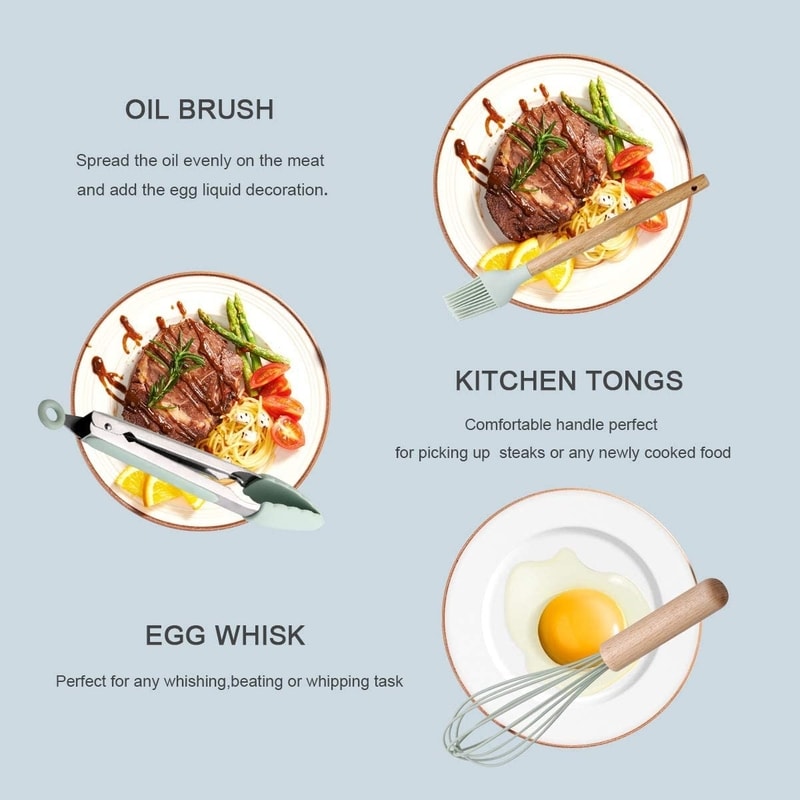 OIL BRUSH
Spread the oil evenly on the meat
and add the egg liquid decoration.
KITCHEN TONGS
Comfortable handle perfect
for picking up  steaks or any newly cooked food
EGG WHISK
Perfect for any whishing,beating or whipping task